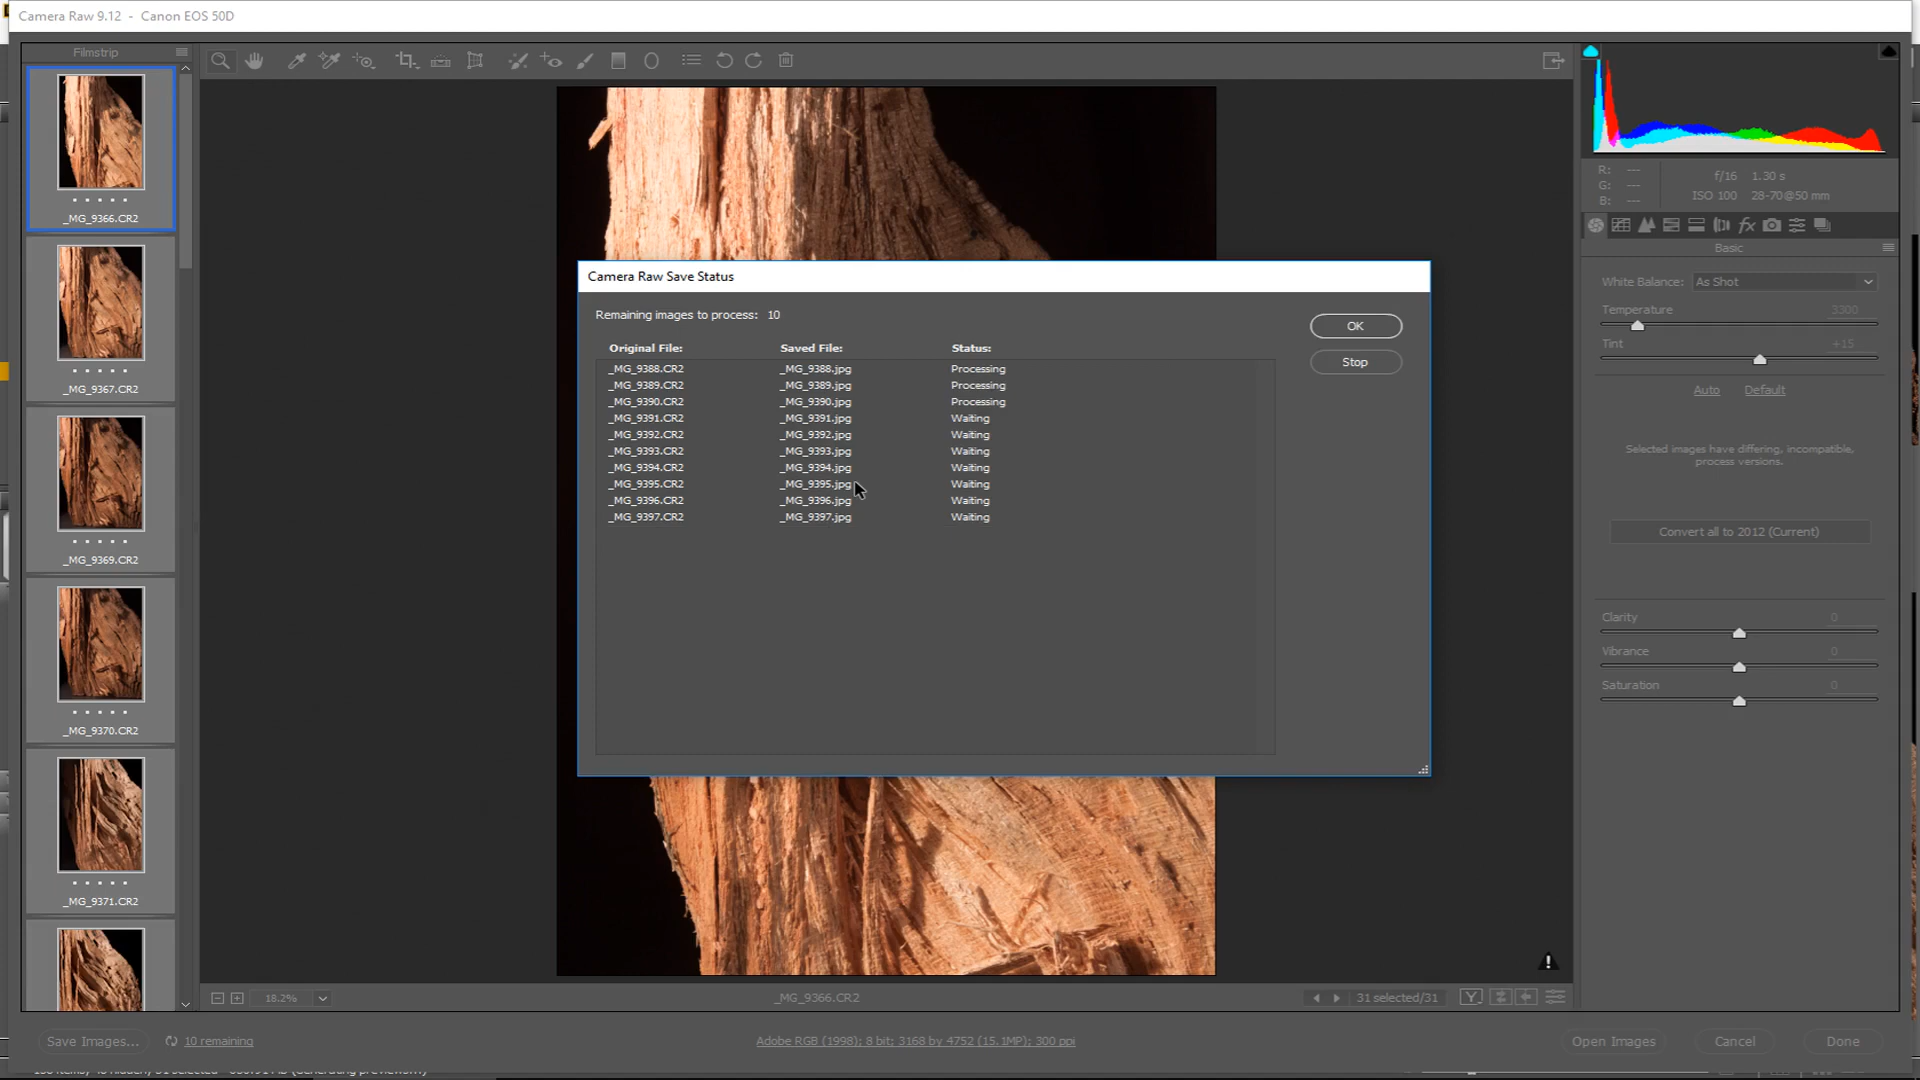 Camera Raw 9.12 - Canon EOS 50D
Filmstrip
_MG_9366.CR2
_MG_9367.CR2
_MG_9369.CR2
_MG_9370.CR2
_MG_9371.CR2
R: ---
G: ---
B: ---
f/16 1.30 s
ISO 100 28-70@50 mm
Basic
White Balance: As Shot
Temperature 3300
Tint +15
Auto Default
Selected images have differing, incompatible,
process versions.
Convert all to 2012 (Current)
Clarity 0
Vibrance 0
Saturation 0
Camera Raw Save Status
Remaining images to process: 10
OK
Stop
Original File: Saved File: Status:
_MG_9388.CR2 _MG_9388.jpg Processing
_MG_9389.CR2 _MG_9389.jpg Processing
_MG_9390.CR2 _MG_9390.jpg Processing
_MG_9391.CR2 _MG_9391.jpg Waiting
_MG_9392.CR2 _MG_9392.jpg Waiting
_MG_9393.CR2 _MG_9393.jpg Waiting
_MG_9394.CR2 _MG_9394.jpg Waiting
_MG_9395.CR2 _MG_9395.jpg Waiting
_MG_9396.CR2 _MG_9396.jpg Waiting
_MG_9397.CR2 _MG_9397.jpg Waiting
18.2%
_MG_9366.CR2
31 selected/31
Save Images... 10 remaining
Adobe RGB (1998); 8 bit; 3168 by 4752 (15.1MP); 300 ppi
Open Images Cancel Done